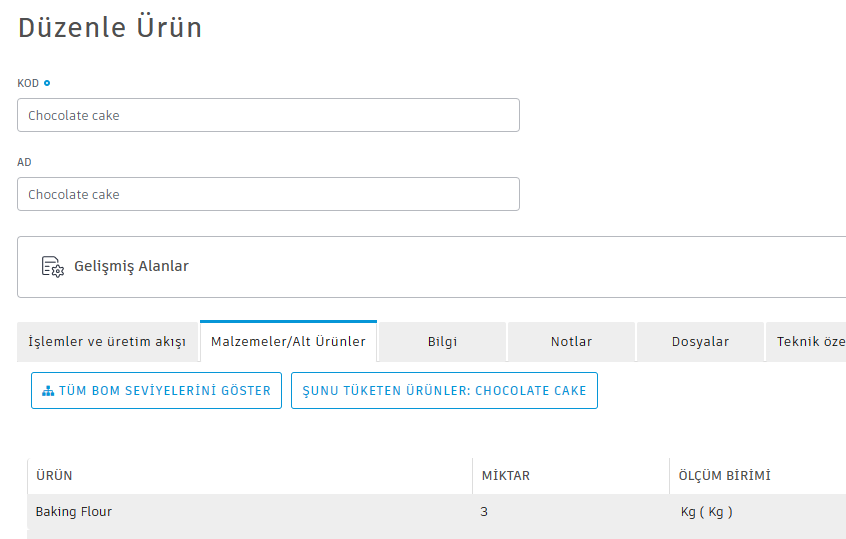 Düzenle Ürün
KOD
Chocolate cake
AD
Chocolate cake
Gelişmiş Alanlar
İşlemler ve üretim akışı Malzemeler/Alt Ürünler Bilgi Notlar Dosyalar Teknik öze
TÜM BOM SEVİYELERİNİ GÖSTER ŞUNU TÜKETEN ÜRÜNLER: CHOCOLATE CAKE
ÜRÜN MİKTAR ÖLÇÜM BİRİMİ
Baking Flour 3 Kg ( Kg )